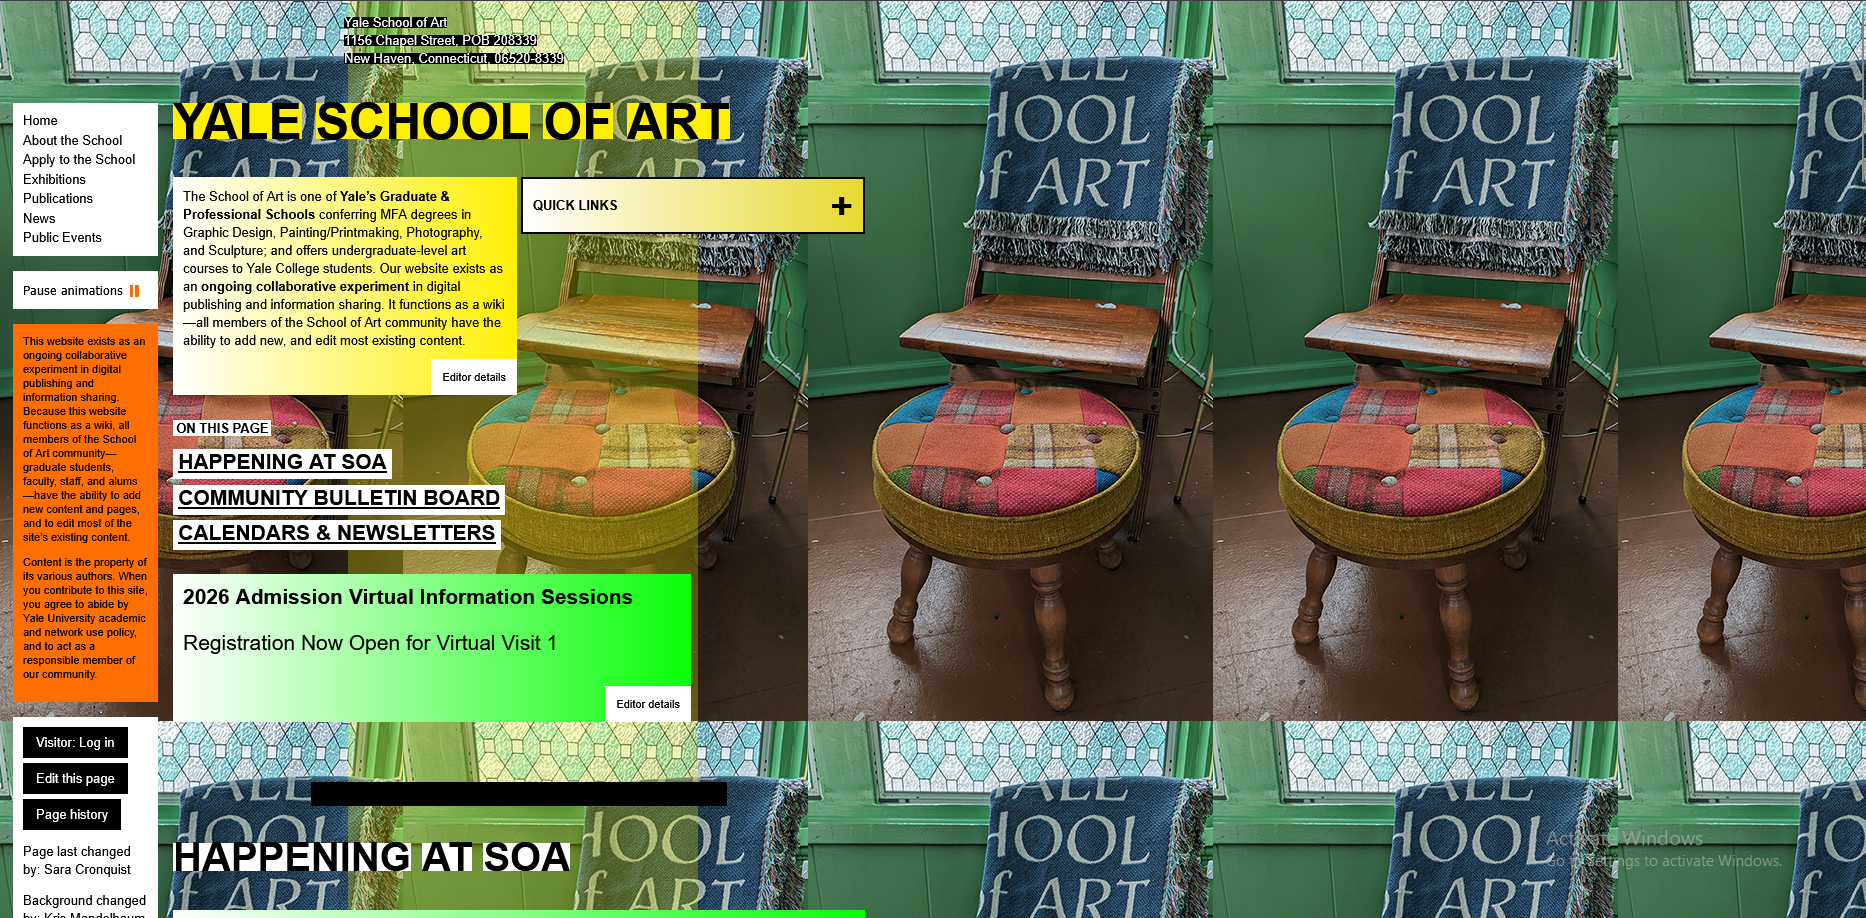 Yale School of Art
1156 Chapel Street, POB 208339
New Haven, Connecticut, 06520-8339
YALE SCHOOL OF ART
Home
About the School
Apply to the School
Exhibitions
Publications
News
Public Events
Pause animations
This website exists as an
ongoing collaborative
experiment in digital
publishing and
information sharing.
Because this website
functions as a wiki, all
members of the School
of Art community—
graduate students,
faculty, staff, and alums
—have the ability to add
new content and pages,
and to edit most of the
site's existing content.
Content is the property of
its various authors. When
you contribute to this site,
you agree to abide by
Yale University academic
and network use policy,
and to act as a
responsible member of
our community.
Visitor: Log in
Edit this page
Page history
Page last changed
by: Sara Cronquist
Background changed
by: Kris Mandelbaum
The School of Art is one of Yale's Graduate &
Professional Schools conferring MFA degrees in
Graphic Design, Painting/Printmaking, Photography,
and Sculpture; and offers undergraduate-level art
courses to Yale College students. Our website exists as
an ongoing collaborative experiment in digital
publishing and information sharing. It functions as a wiki
—all members of the School of Art community have the
ability to add new, and edit most existing content.
Editor details
QUICK LINKS
ON THIS PAGE
HAPPENING AT SOA
COMMUNITY BULLETIN BOARD
CALENDARS & NEWSLETTERS
2026 Admission Virtual Information Sessions
Registration Now Open for Virtual Visit 1
Editor details
HAPPENING AT SOA
HOOL
of ART
HOOL
of ART
HOOL
of ART
Activate Windows
Go to Settings to activate Windows.